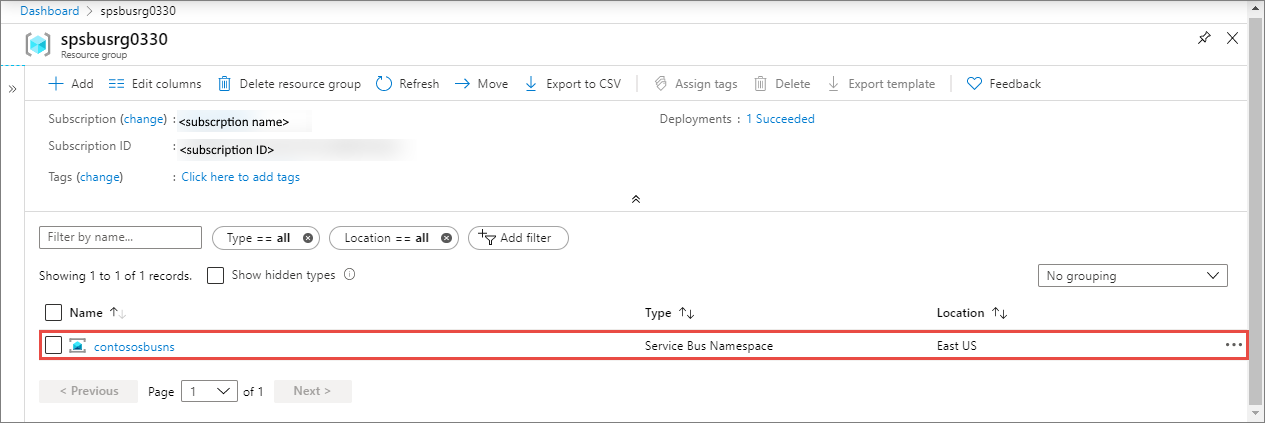 Dashboard > spsbusrg0330
spsbusrg0330
Resource group
Add Edit columns Delete resource group Refresh Move Export to CSV Assign tags Delete Export template Feedback
Subscription (change) : <subscrption name> Deployments : 1 Succeeded
Subscription ID : <subscription ID>
Tags (change) : Click here to add tags
Filter by name... Type == all Location == all Add filter
Showing 1 to 1 of 1 records. Show hidden types No grouping
Name Type Location
contososbusns Service Bus Namespace East US
< Previous Page 1 of 1 Next >